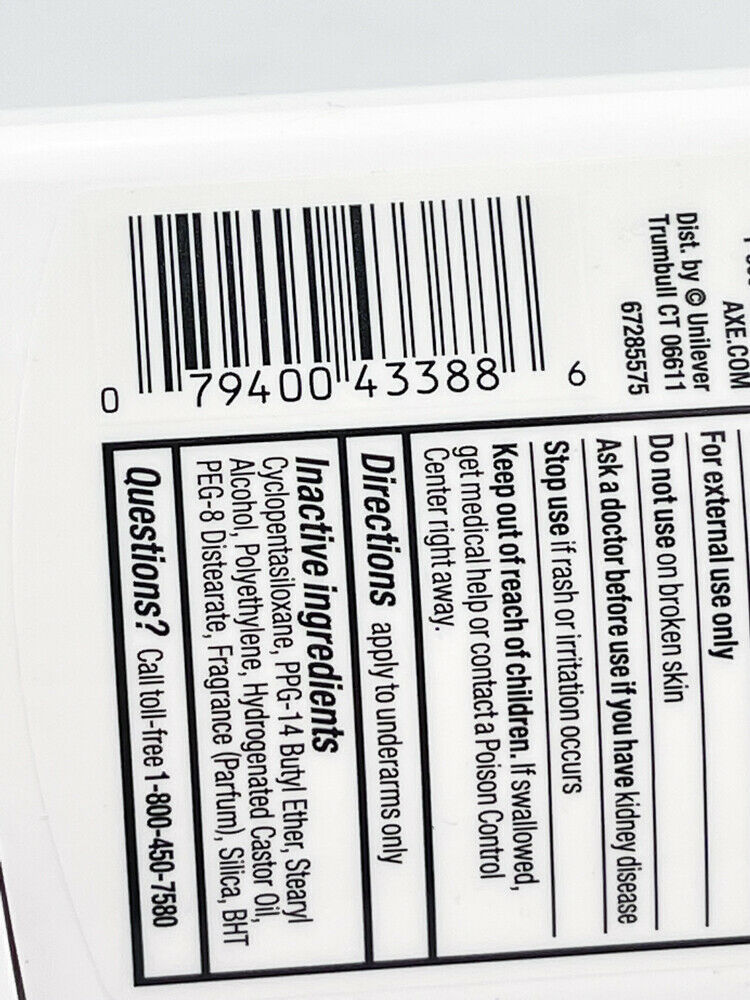 AXE.COM
Dist. by © Unilever
Trumbull CT 06611
67285575
0 79400 43388 6
For external use only
Do not use on broken skin
Ask a doctor before use if you have kidney disease
Stop use if rash or irritation occurs
Keep out of reach of children. If swallowed,
get medical help or contact a Poison Control
Center right away.
Directions apply to underarms only
Inactive ingredients
Cyclopentasiloxane, PPG-14 Butyl Ether, Stearyl
Alcohol, Polyethylene, Hydrogenated Castor Oil,
PEG-8 Distearate, Fragrance (Parfum), Silica, BHT
Questions? Call toll-free 1-800-450-7580